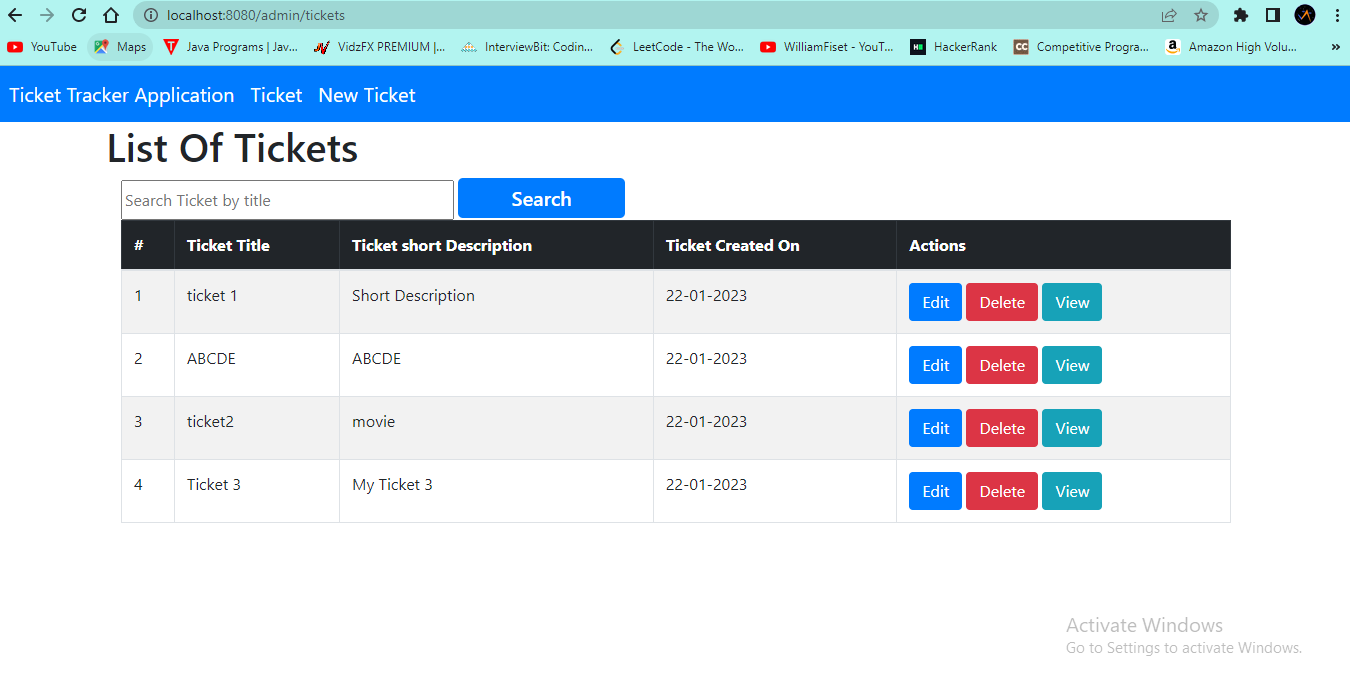 localhost:8080/admin/tickets
YouTube Maps Java Programs | Jav... VidzFX PREMIUM |... InterviewBit: Codin... LeetCode - The Wo... WilliamFiset - YouT... HackerRank CC Competitive Progra... a Amazon High Volu... »
Ticket Tracker Application Ticket New Ticket
List Of Tickets
Search Ticket by title Search
# Ticket Title Ticket short Description Ticket Created On Actions
1 ticket 1 Short Description 22-01-2023 Edit Delete View
2 ABCDE ABCDE 22-01-2023 Edit Delete View
3 ticket2 movie 22-01-2023 Edit Delete View
4 Ticket 3 My Ticket 3 22-01-2023 Edit Delete View
Activate Windows
Go to Settings to activate Windows.